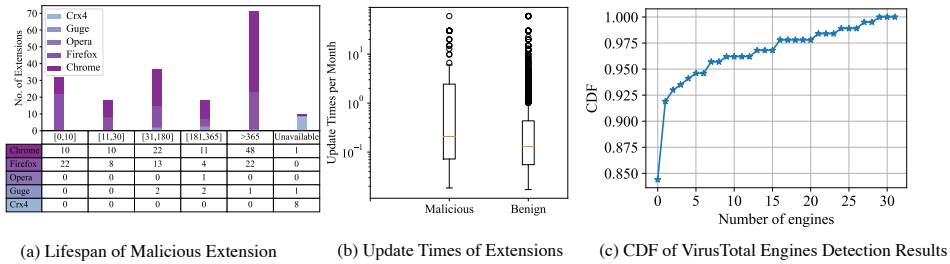 70
60
50
40
30
20
10
0
No. of Extensions
Crx4
Guge
Opera
Firefox
Chrome
[0,10] [11,30] [31,180] [181,365] >365 Unavailable
Chrome 10 10 22 11 48 1
Firefox 22 8 13 4 22 0
Opera 0 0 0 1 0 0
Guge 0 0 2 2 1 1
Crx4 0 0 0 0 0 8
(a) Lifespan of Malicious Extension
Update Times per Month
10^1
10^0
10^-1
Malicious Benign
(b) Update Times of Extensions
CDF
1.000
0.975
0.950
0.925
0.900
0.875
0.850
0 5 10 15 20 25 30
Number of engines
(c) CDF of VirusTotal Engines Detection Results